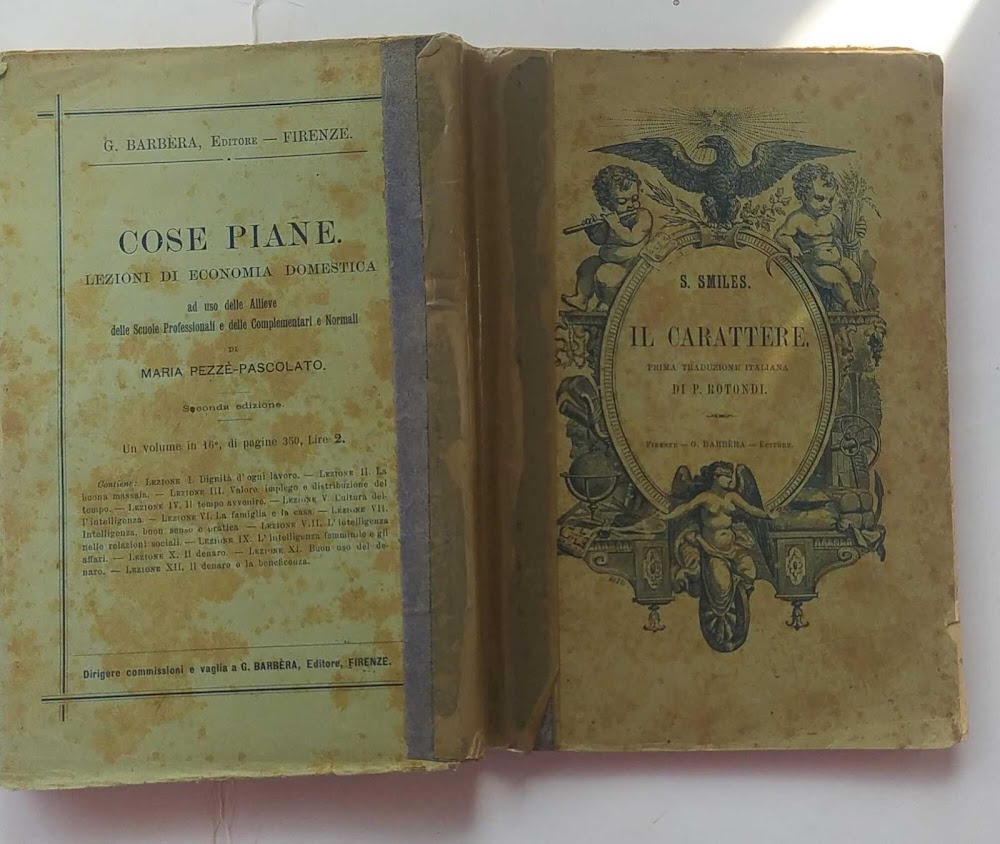 G. BARBÈRA, EDITORE — FIRENZE.
COSE PIANE.
LEZIONI DI ECONOMIA DOMESTICA
ad uso delle Allieve
delle Scuole Professionali e delle Complementari e Normali
DI
MARIA PEZZÈ-PASCOLATO.
Seconda edizione.
Un volume in 16°, di pagine 350, Lire 2.
Contiene: LEZIONE I. Dignità d'ogni lavoro. — LEZIONE II. La
buona massaia. — LEZIONE III. Valore, impiego e distribuzione del
tempo. — LEZIONE IV. Il tempo avvenire. — LEZIONE V. Cultura del-
l'intelligenza. — LEZIONE VI. La famiglia e la casa. — LEZIONE VII.
Intelligenza, buon senso e pratica. — LEZIONE VIII. L'intelligenza
nelle relazioni sociali. — LEZIONE IX. L'intelligenza femminile e gli
affari. — LEZIONE X. Il denaro. — LEZIONE XI. Buon uso del de-
naro. — LEZIONE XII. Il denaro e la beneficenza.
Dirigere commissioni e vaglia a G. BARBÈRA, Editore, FIRENZE.
S. SMILES.
IL CARATTERE.
PRIMA TRADUZIONE ITALIANA
DI P. ROTONDI.
FIRENZE — G. BARBÈRA — EDITORE.